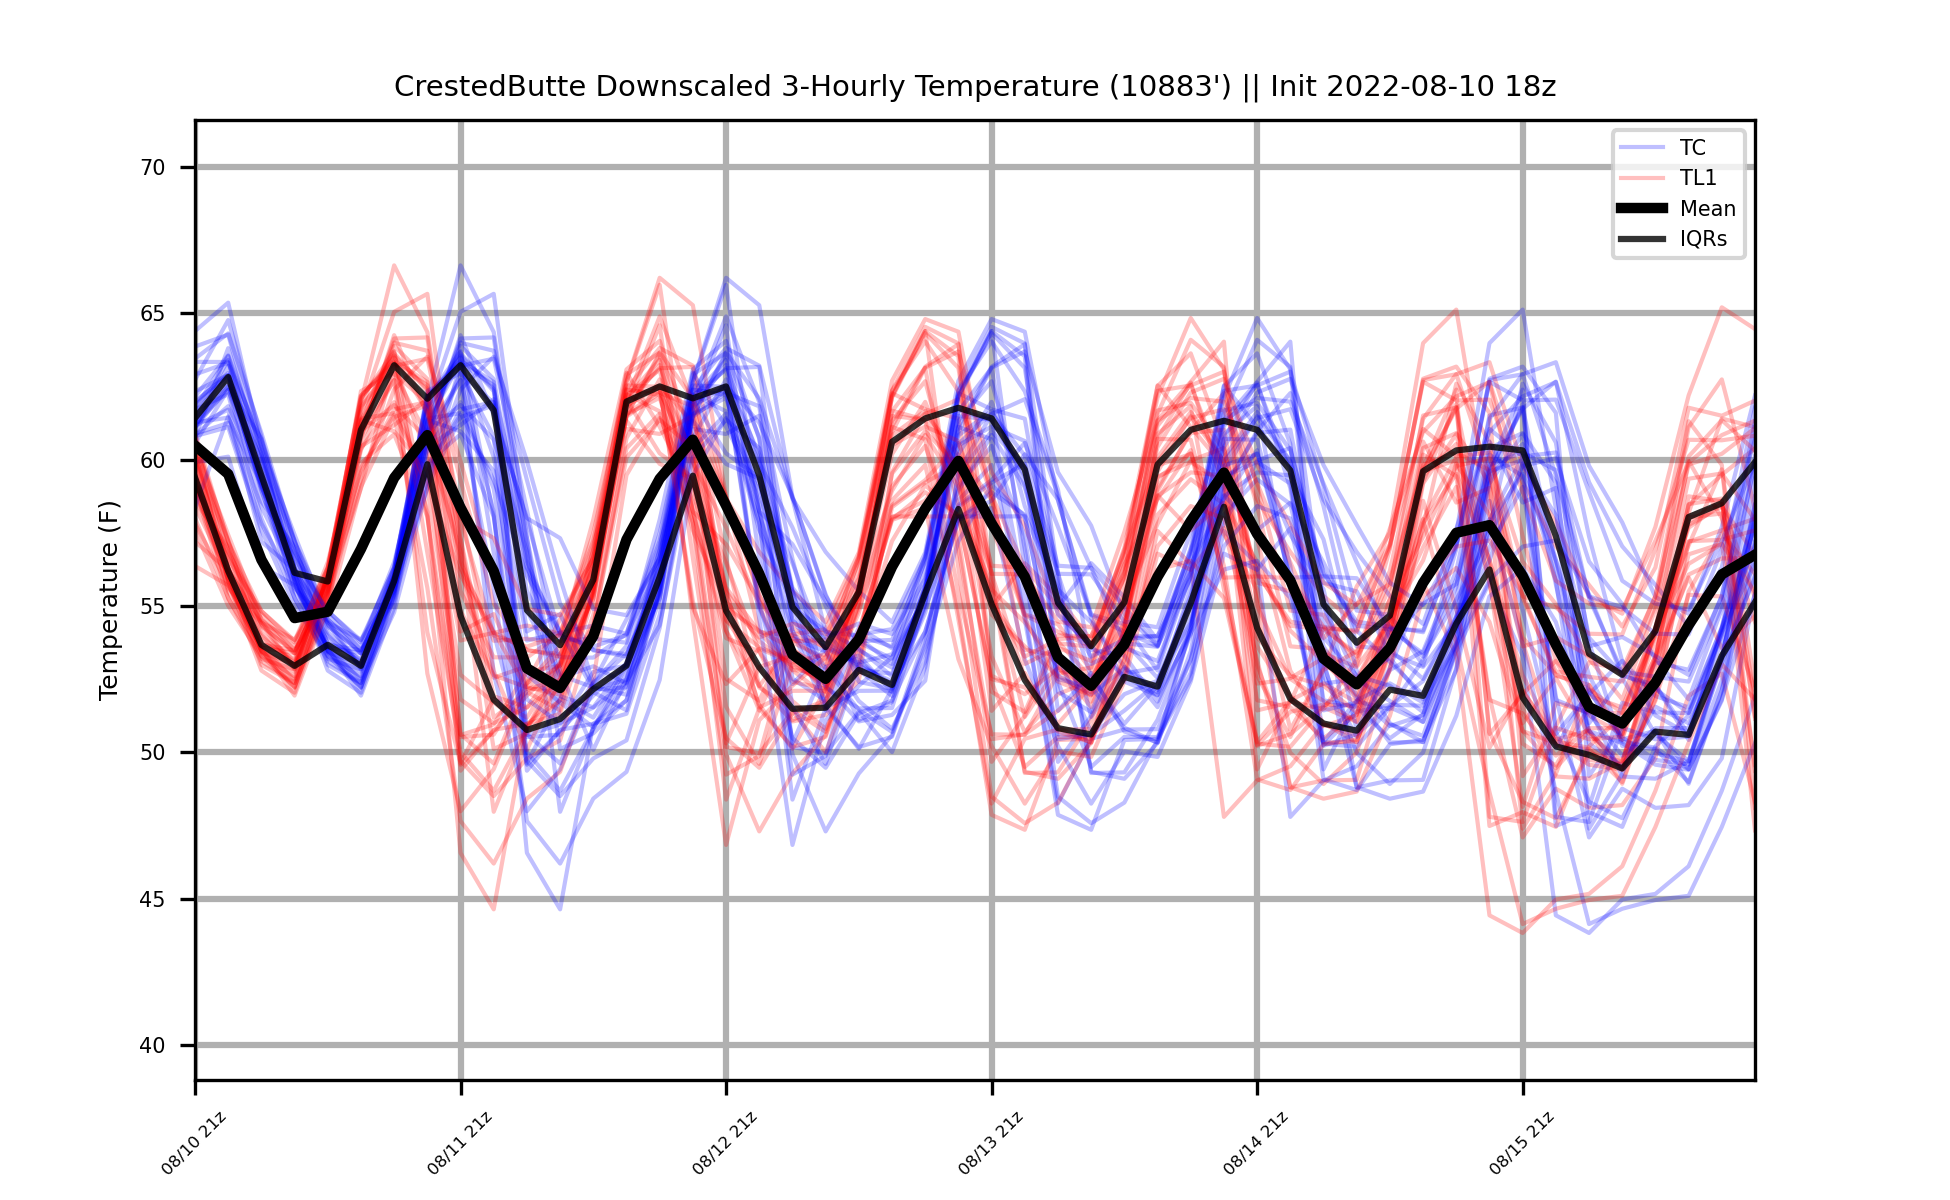 CrestedButte Downscaled 3-Hourly Temperature (10883') || Init 2022-08-10 18z
TC
TL1
Mean
IQRs
Temperature (F)
70
65
60
55
50
45
40
08/10 21z
08/11 21z
08/12 21z
08/13 21z
08/14 21z
08/15 21z